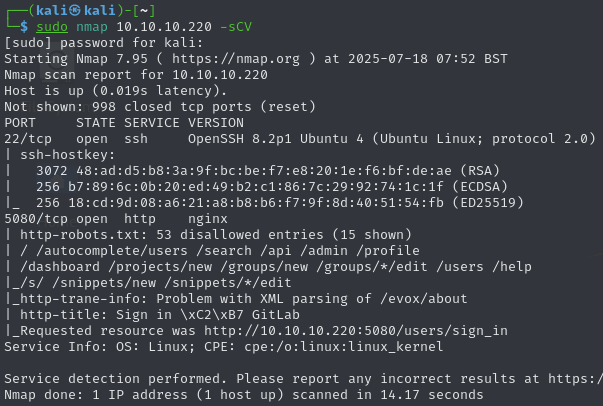 ┌──(kali㉿kali)-[~]
└─$ sudo nmap 10.10.10.220 -sCV
[sudo] password for kali:
Starting Nmap 7.95 ( https://nmap.org ) at 2025-07-18 07:52 BST
Nmap scan report for 10.10.10.220
Host is up (0.019s latency).
Not shown: 998 closed tcp ports (reset)
PORT     STATE SERVICE VERSION
22/tcp   open  ssh     OpenSSH 8.2p1 Ubuntu 4 (Ubuntu Linux; protocol 2.0)
| ssh-hostkey:
|   3072 48:ad:d5:b8:3a:9f:bc:be:f7:e8:20:1e:f6:bf:de:ae (RSA)
|   256 b7:89:6c:0b:20:ed:49:b2:c1:86:7c:29:92:74:1c:1f (ECDSA)
|_  256 18:cd:9d:08:a6:21:a8:b8:b6:f7:9f:8d:40:51:54:fb (ED25519)
5080/tcp open  http    nginx
| http-robots.txt: 53 disallowed entries (15 shown)
| / /autocomplete/users /search /api /admin /profile
| /dashboard /projects/new /groups/new /groups/*/edit /users /help
|_/s/ /snippets/new /snippets/*/edit
|_http-trane-info: Problem with XML parsing of /evox/about
| http-title: Sign in \xC2\xB7 GitLab
|_Requested resource was http://10.10.10.220:5080/users/sign_in
Service Info: OS: Linux; CPE: cpe:/o:linux:linux_kernel

Service detection performed. Please report any incorrect results at https:/
Nmap done: 1 IP address (1 host up) scanned in 14.17 seconds